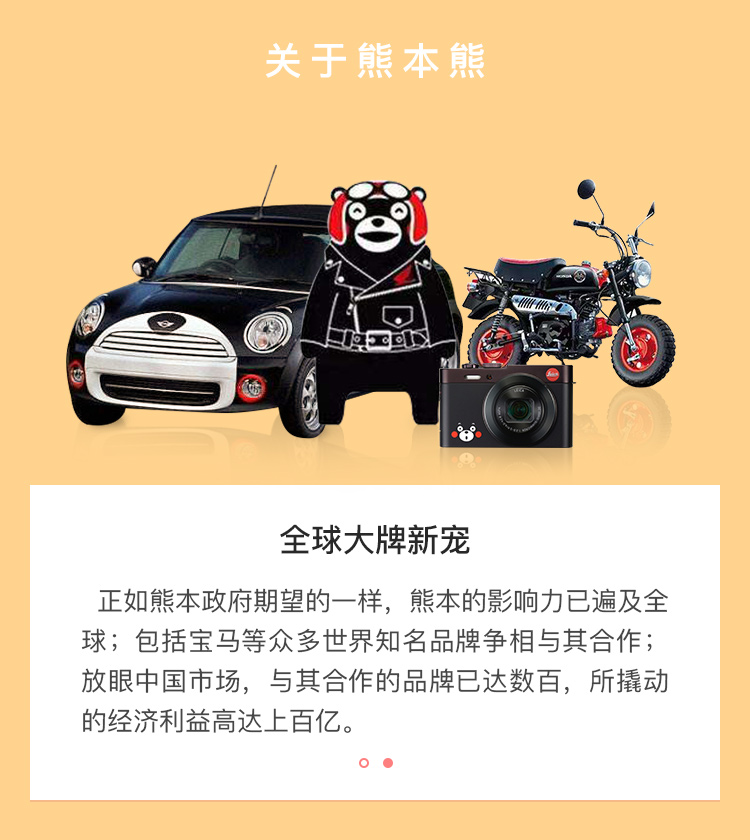 关于熊本熊
HONDA
全球大牌新宠
正如熊本政府期望的一样，熊本的影响力已遍及全
球；包括宝马等众多世界知名品牌争相与其合作；
放眼中国市场，与其合作的品牌已达数百，所撬动
的经济利益高达上百亿。